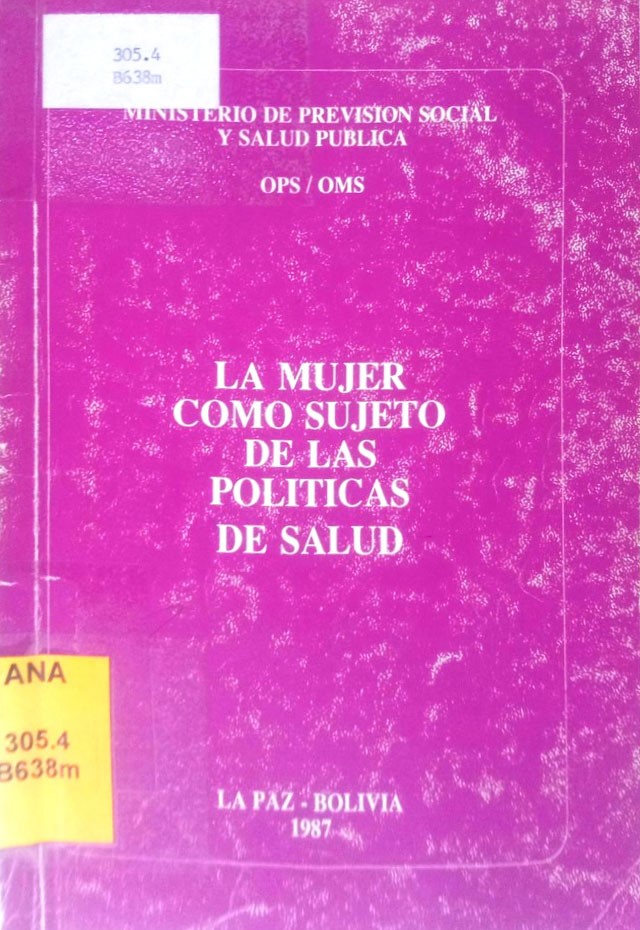 305.4
B638m
MINISTERIO DE PREVISION SOCIAL
Y SALUD PUBLICA
OPS / OMS
LA MUJER
COMO SUJETO
DE LAS
POLITICAS
DE SALUD
ANA
305.4
B638m
LA PAZ - BOLIVIA
1987